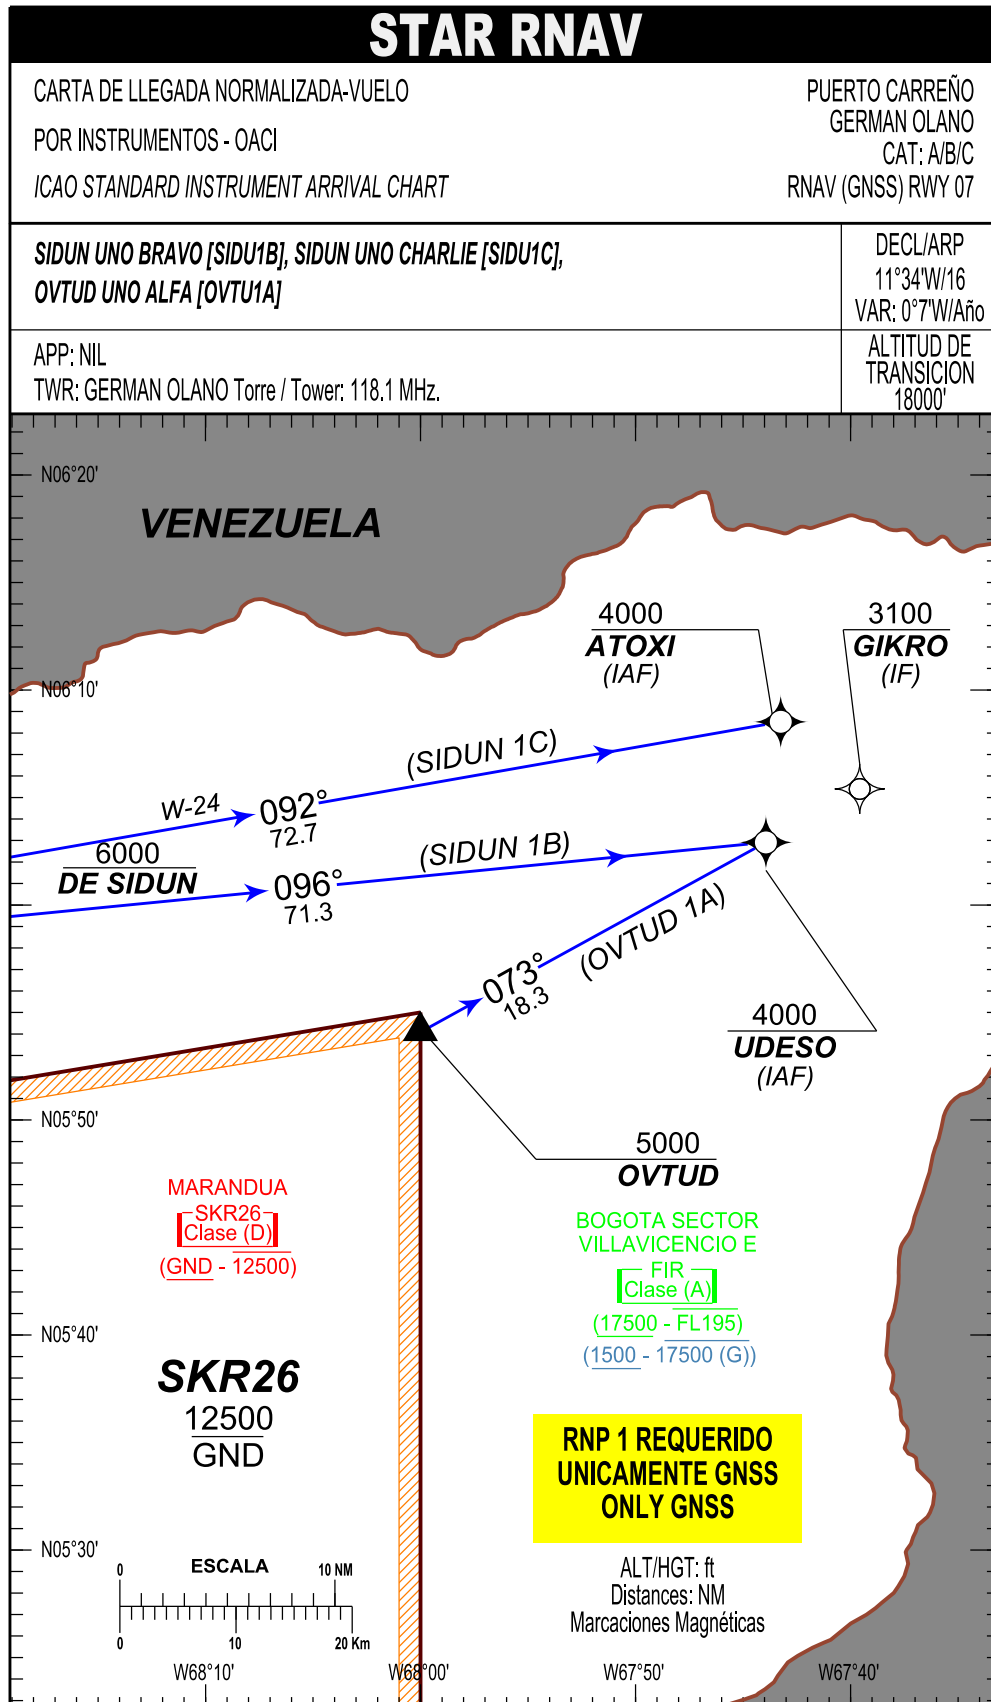 STAR RNAV
CARTA DE LLEGADA NORMALIZADA-VUELO
POR INSTRUMENTOS - OACI
ICAO STANDARD INSTRUMENT ARRIVAL CHART
PUERTO CARREÑO
GERMAN OLANO
CAT: A/B/C
RNAV (GNSS) RWY 07
SIDUN UNO BRAVO [SIDU1B], SIDUN UNO CHARLIE [SIDU1C],
OVTUD UNO ALFA [OVTU1A]
DECL/ARP
11°34'W/16
VAR: 0°7'W/Año
APP: NIL
TWR: GERMAN OLANO Torre / Tower: 118.1 MHz.
ALTITUD DE
TRANSICION
18000'
N06°20'
VENEZUELA
4000
ATOXI
(IAF)
3100
GIKRO
(IF)
N06°10'
(SIDUN 1C)
W-24
092°
72.7
6000
DE SIDUN
(SIDUN 1B)
096°
71.3
(OVTUD 1A)
073°
18.3
4000
UDESO
(IAF)
N05°50'
5000
OVTUD
MARANDUA
SKR26
Clase (D)
(GND - 12500)
BOGOTA SECTOR
VILLAVICENCIO E
FIR
Clase (A)
(17500 - FL195)
(1500 - 17500 (G))
N05°40'
SKR26
12500
GND
RNP 1 REQUERIDO
UNICAMENTE GNSS
ONLY GNSS
N05°30'
0 ESCALA 10 NM
0 10 20 Km
ALT/HGT: ft
Distances: NM
Marcaciones Magnéticas
W68°10' W68°00' W67°50' W67°40'